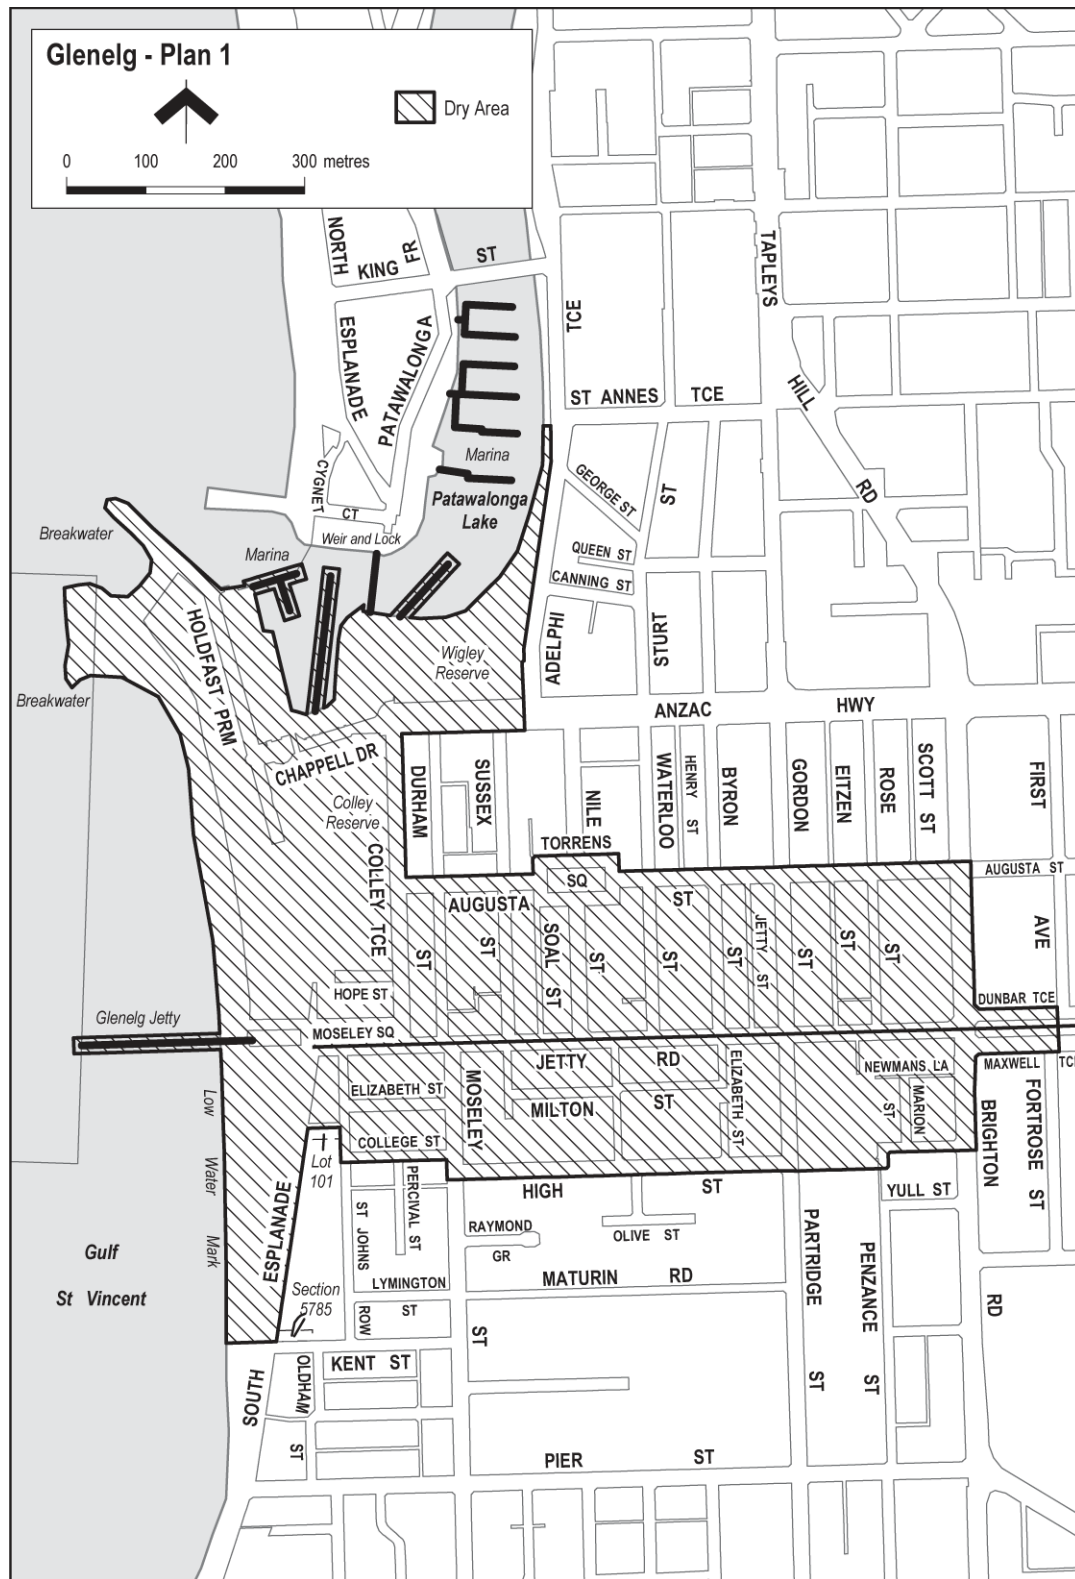 Glenelg - Plan 1
Dry Area
0 100 200 300 metres
NORTH
KING
FR
ST
TAPLEYS
TCE
ESPLANADE
PATAWALONGA
ST ANNES TCE
HILL
RD
Marina
CYGNET
CT
Patawalonga
Lake
GEORGE ST
ST
Breakwater
Marina
Weir and Lock
QUEEN ST
CANNING ST
HOLDFAST PRM
Wigley
Reserve
ADELPHI
STURT
Breakwater
ANZAC HWY
CHAPPELL DR
Colley
Reserve
DURHAM
SUSSEX
NILE
WATERLOO
HENRY ST
BYRON
GORDON
EITZEN
ROSE
SCOTT ST
FIRST
TORRENS
SQ
AUGUSTA ST
COLLEY TCE
AUGUSTA ST
ST
ST
SOAL ST
ST
ST
ST
JETTY ST
ST
ST
ST
AVE
HOPE ST
DUNBAR TCE
Glenelg Jetty
MOSELEY SQ
JETTY RD
NEWMANS LA
MAXWELL TCE
ELIZABETH ST
MOSELEY
MILTON ST
ELIZABETH ST
ST
MARION
BRIGHTON
FORTROSE ST
Low
Water
Mark
COLLEGE ST
Lot
101
ESPLANADE
ST JOHNS
PERCIVAL ST
HIGH ST
YULL ST
RAYMOND
GR
OLIVE ST
PARTRIDGE
PENZANCE
Gulf
St Vincent
Section
5785
LYMINGTON
ST
ROW
MATURIN RD
RD
ST
KENT ST
SOUTH
OLDHAM
ST
ST
ST
PIER ST